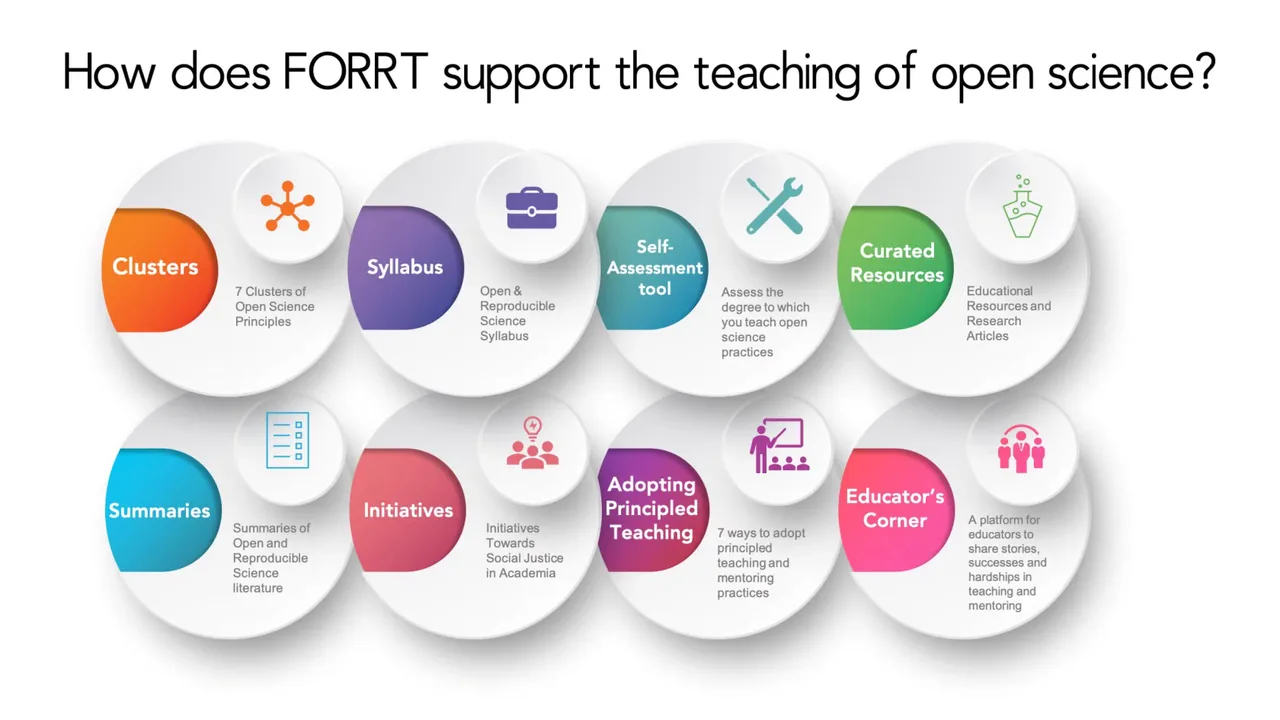 How does FORRT support the teaching of open science?
Clusters
7 Clusters of
Open Science
Principles
Syllabus
Open &
Reproducible
Science
Syllabus
Self-
Assessment
tool
Assess the
degree to which
you teach open
science
practices
Curated
Resources
Educational
Resources and
Research
Articles
Summaries
Summaries of
Open and
Reproducible
Science
literature
Initiatives
Initiatives
Towards
Social Justice
in Academia
Adopting
Principled
Teaching
7 ways to adopt
principled
teaching and
mentoring
practices
Educator's
Corner
A platform for
educators to
share stories,
successes and
hardships in
teaching and
mentoring